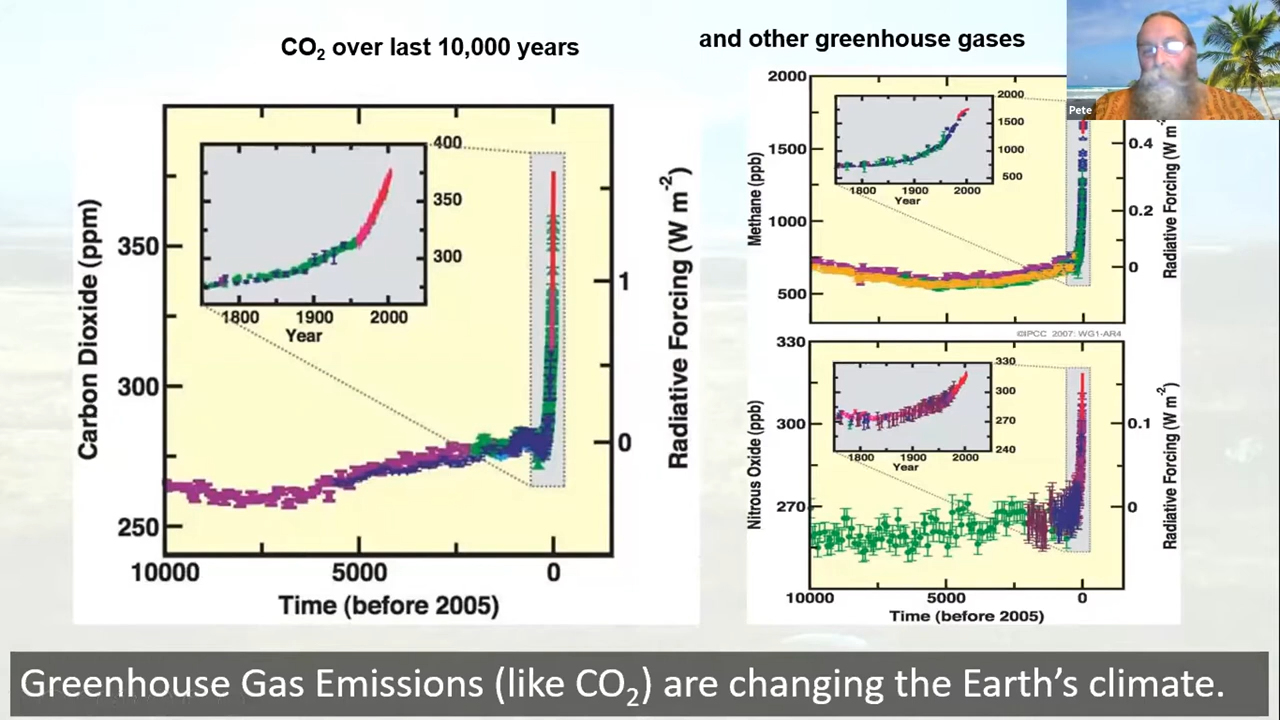 CO₂ over last 10,000 years
and other greenhouse gases
Pete
Carbon Dioxide (ppm)
350
300
250
400
350
300
1800 1900 2000
Year
1
0
Radiative Forcing (W m⁻²)
10000 5000 0
Time (before 2005)
Methane (ppb)
2000
1500
1000
500
2000
1500
1000
500
1800 1900 2000
Year
0.4
0.2
0
Radiative Forcing (W m⁻
©IPCC 2007: WG1-AR4
Nitrous Oxide (ppb)
330
300
270
330
300
270
240
1800 1900 2000
Year
0.1
0
Radiative Forcing (W m⁻²)
10000 5000 0
Time (before 2005)
Greenhouse Gas Emissions (like CO₂) are changing the Earth’s climate.